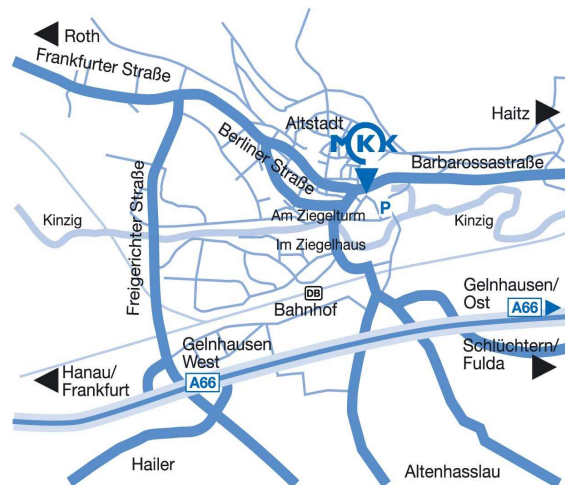 Roth
Frankfurter Straße
Haitz
Altstadt
MKK
Berliner Straße
Barbarossastraße
P
Freigerichter Straße
Kinzig
Am Ziegelturm
Kinzig
Im Ziegelhaus
DB
Bahnhof
Gelnhausen/
Ost
A66
Gelnhausen
West
A66
Schlüchtern/
Fulda
Hanau/
Frankfurt
Hailer
Altenhasslau